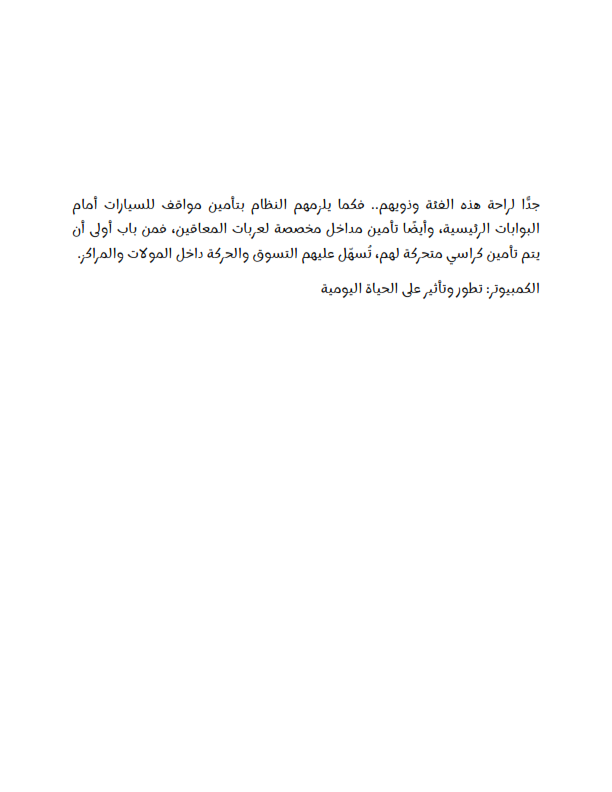 جدًّا لراحة هذه الفئة وذويهم.. فكما يلزمهم النظام بتأمين مواقف للسيارات أمام
البوابات الرئيسية، وأيضًا تأمين مداخل مخصصة لعربات المعاقين، فمن باب أولى أن
يتم تأمين كراسي متحركة لهم، تُسهّل عليهم التسوق والحركة داخل المولات والمراكز.
الكمبيوتر: تطور وتأثير على الحياة اليومية